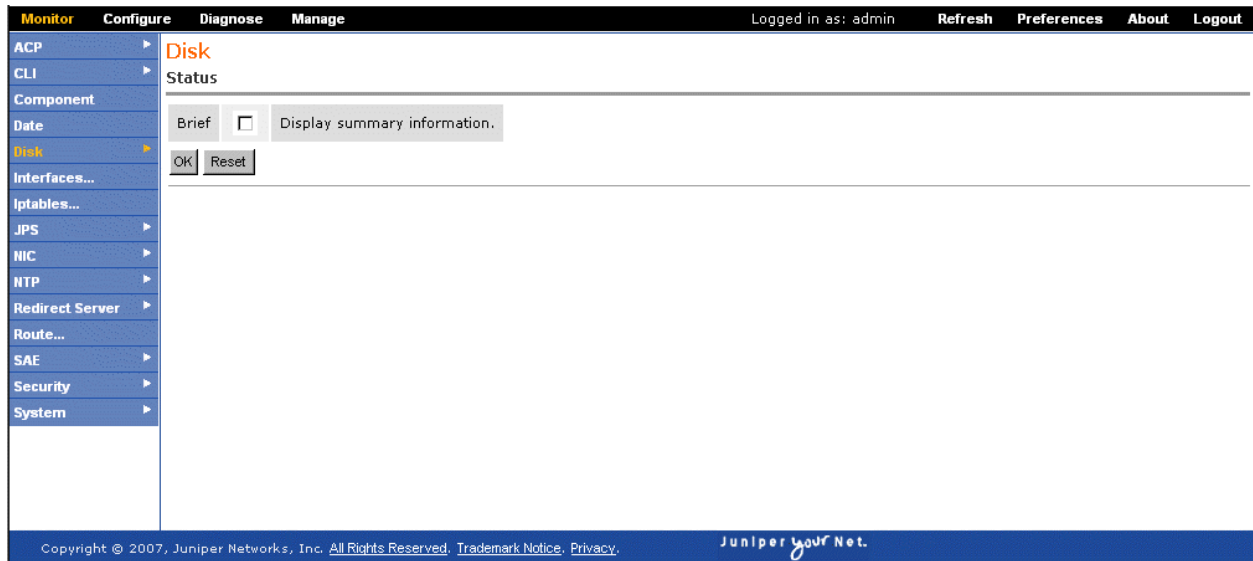 Monitor Configure Diagnose Manage Logged in as: admin Refresh Preferences About Logout
ACP
CLI
Component
Date
Disk
Interfaces...
Iptables...
JPS
NIC
NTP
Redirect Server
Route...
SAE
Security
System
Disk
Status
Brief Display summary information.
OK Reset
Copyright © 2007, Juniper Networks, Inc. All Rights Reserved. Trademark Notice. Privacy.
Juniper your Net.